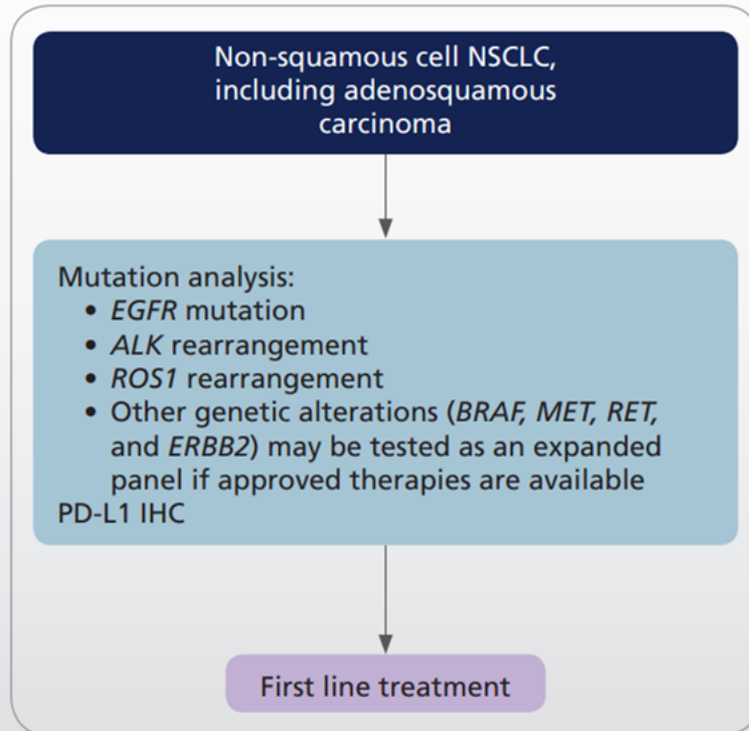 Non-squamous cell NSCLC,
including adenosquamous
carcinoma
Mutation analysis:
• EGFR mutation
• ALK rearrangement
• ROS1 rearrangement
• Other genetic alterations (BRAF, MET, RET,
and ERBB2) may be tested as an expanded
panel if approved therapies are available
PD-L1 IHC
First line treatment